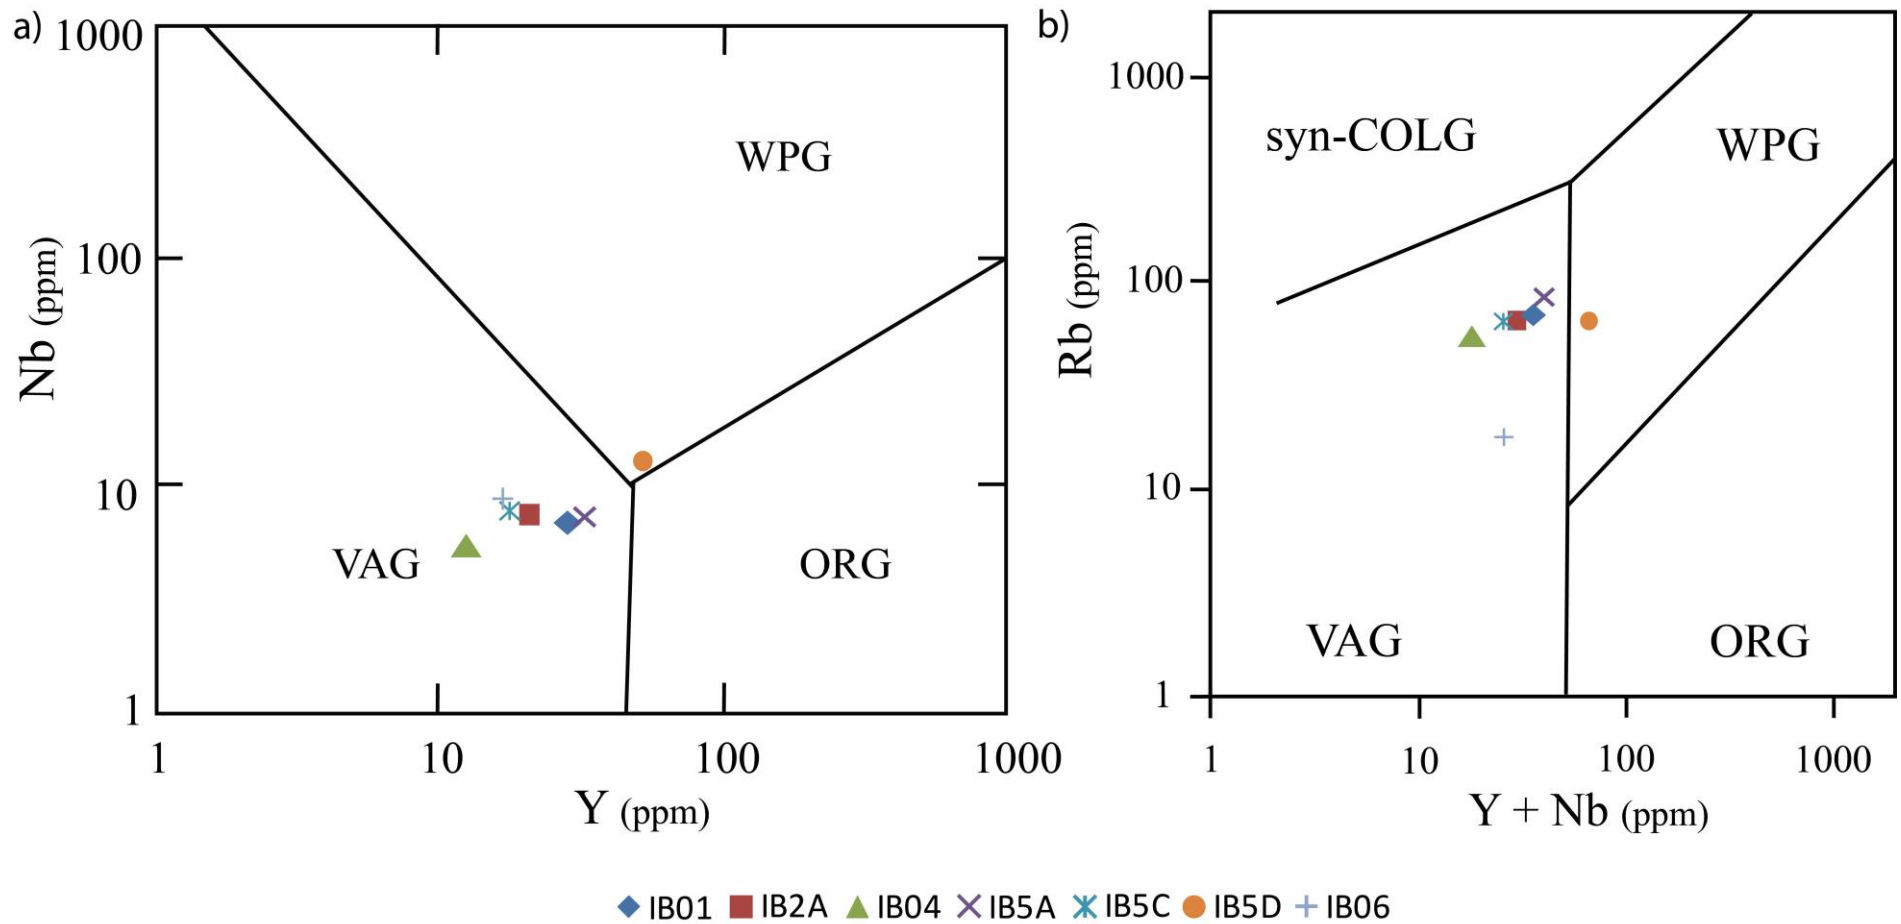 a)
1000
100
10
1
Nb (ppm)
WPG
VAG
ORG
1
10
100
1000
Y (ppm)
b)
1000
100
10
1
Rb (ppm)
syn-COLG
WPG
VAG
ORG
1
10
100
1000
Y + Nb (ppm)
IB01 IB2A IB04 IB5A IB5C IB5D IB06